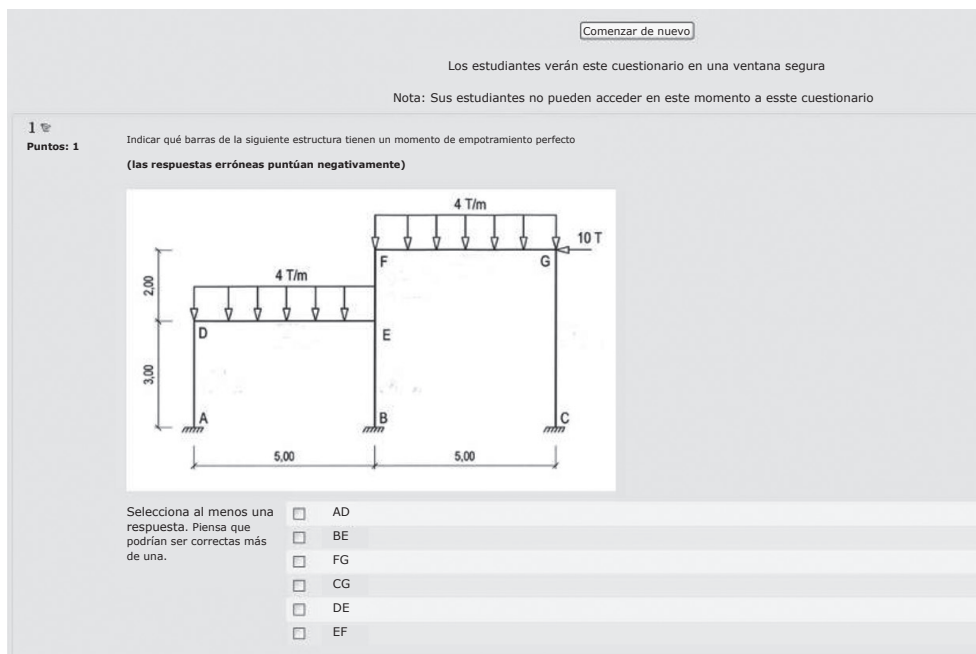 Comenzar de nuevo
Los estudiantes verán este cuestionario en una ventana segura
Nota: Sus estudiantes no pueden acceder en este momento a esste cuestionario
1
Puntos: 1
Indicar qué barras de la siguiente estructura tienen un momento de empotramiento perfecto
(las respuestas erróneas puntúan negativamente)
4 T/m
10 T
F
G
2,00
4 T/m
D
E
3,00
A
B
C
5,00
5,00
Selecciona al menos una
respuesta. Piensa que
podrían ser correctas más
de una.
AD
BE
FG
CG
DE
EF